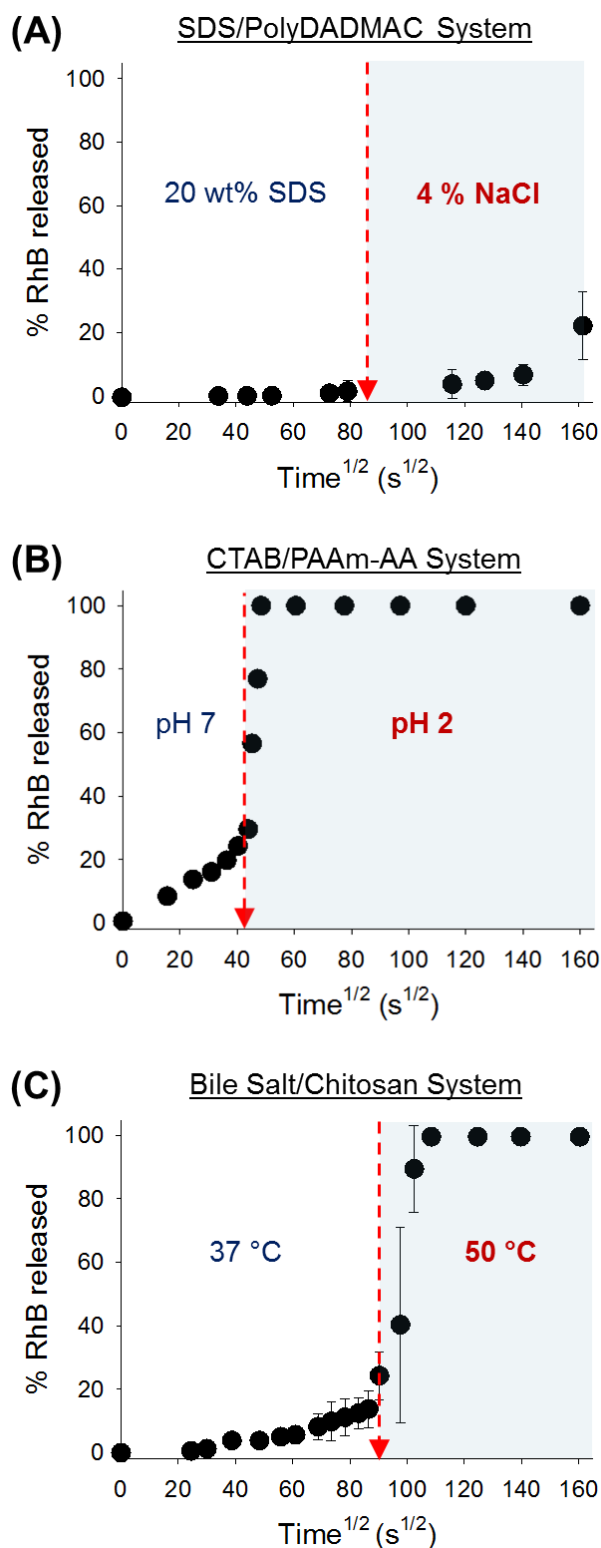 (A) SDS/PolyDADMAC System
100
80
60
40
20
0
% RhB released
20 wt% SDS
4 % NaCl
0 20 40 60 80 100 120 140 160
Time1/2 (s1/2)
(B) CTAB/PAAm-AA System
100
80
60
40
20
0
% RhB released
pH 7
pH 2
0 20 40 60 80 100 120 140 160
Time1/2 (s1/2)
(C) Bile Salt/Chitosan System
100
80
60
40
20
0
% RhB released
37 °C
50 °C
0 20 40 60 80 100 120 140 160
Time1/2 (s1/2)